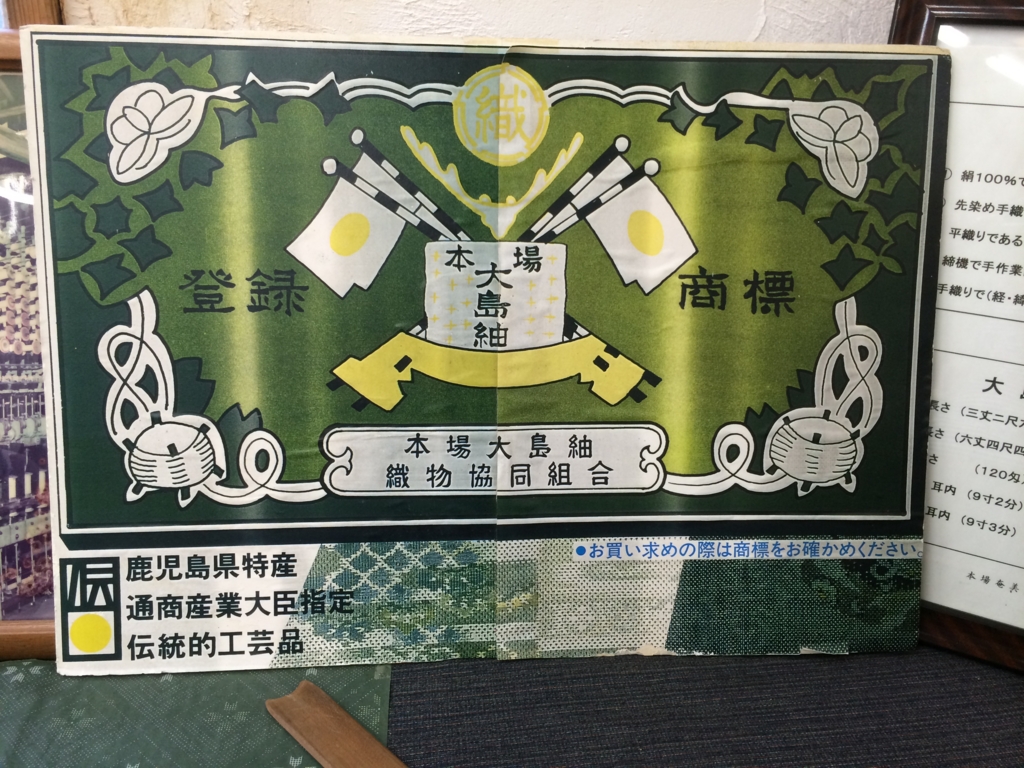 織
登録
商標
本場
大島紬
本場大島紬
織物協同組合
●お買い求めの際は商標をお確かめください。
伝
鹿児島県特産
通商産業大臣指定
伝統的工芸品
絹100%で
先染め手織
平織りである
締機で手作業
手織りで(経・緯
大
長さ (三丈二尺
(六丈四尺四
さ (120匁
耳内 (9寸2分)
耳内 (9寸3分)
本場奄美